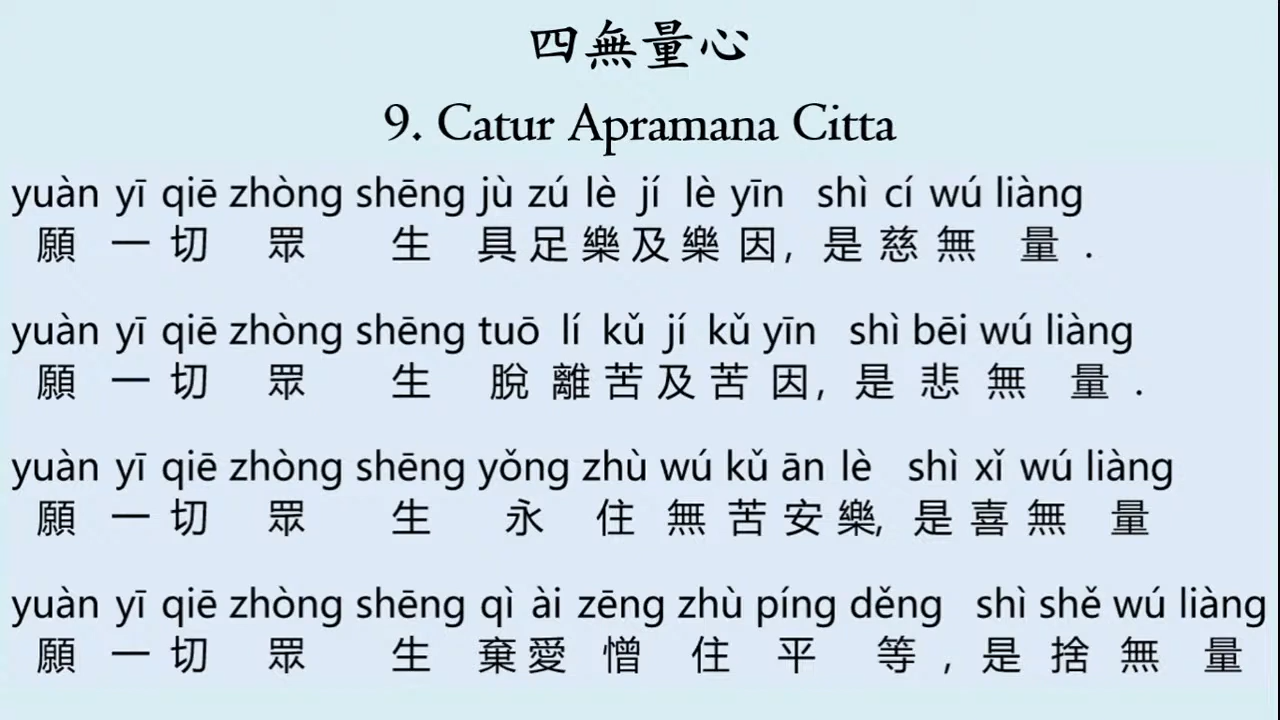 四無量心
9. Catur Apramana Citta
yuàn yī qiē zhòng shēng jù zú lè jí lè yīn shì cí wú liàng
願一切眾生具足樂及樂因, 是慈無量.
yuàn yī qiē zhòng shēng tuō lí kǔ jí kǔ yīn shì bēi wú liàng
願一切眾生脫離苦及苦因, 是悲無量.
yuàn yī qiē zhòng shēng yǒng zhù wú kǔ ān lè shì xǐ wú liàng
願一切眾生永住無苦安樂, 是喜無量
yuàn yī qiē zhòng shēng qì ài zēng zhù píng děng shì shě wú liàng
願一切眾生棄愛憎住平等, 是捨無量